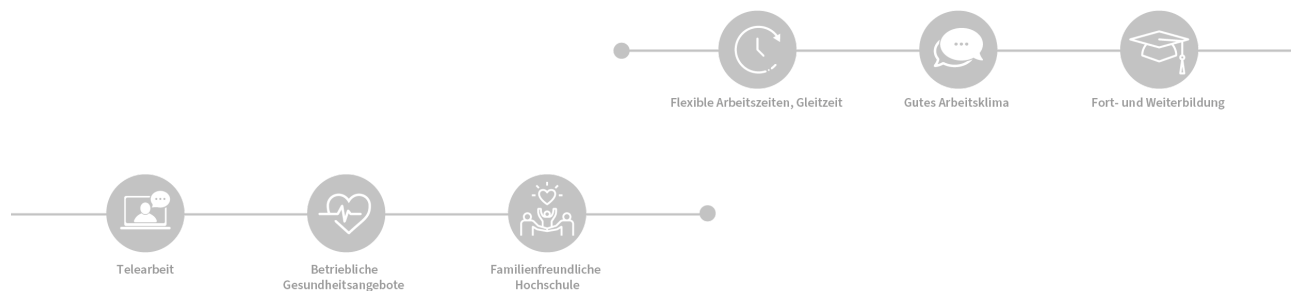 Flexible Arbeitszeiten, Gleitzeit
Gutes Arbeitsklima
Fort- und Weiterbildung
Telearbeit
Betriebliche
Gesundheitsangebote
Familienfreundliche
Hochschule